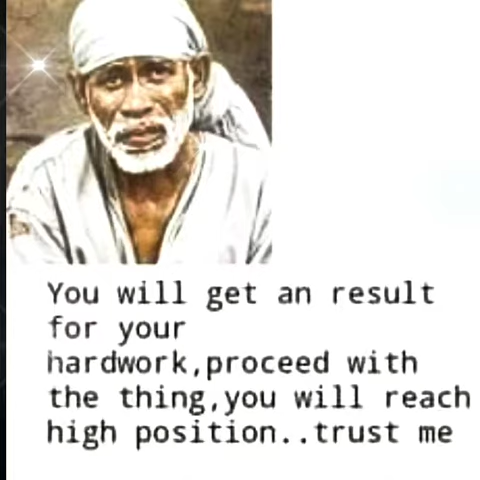 You will get an result
for your
hardwork,proceed with
the thing,you will reach
high position..trust me